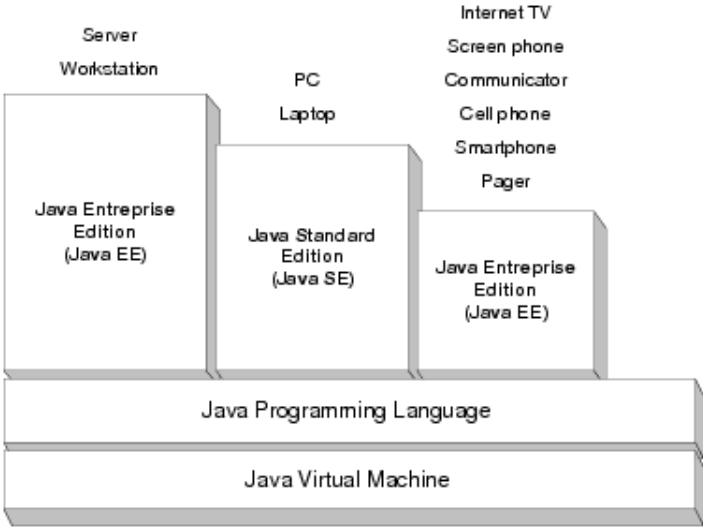 Server
Workstation
PC
Laptop
Internet TV
Screen phone
Communicator
Cell phone
Smartphone
Pager
Java Entreprise
Edition
(Java EE)
Java Standard
Edition
(Java SE)
Java Entreprise
Edition
(Java EE)
Java Programming Language
Java Virtual Machine